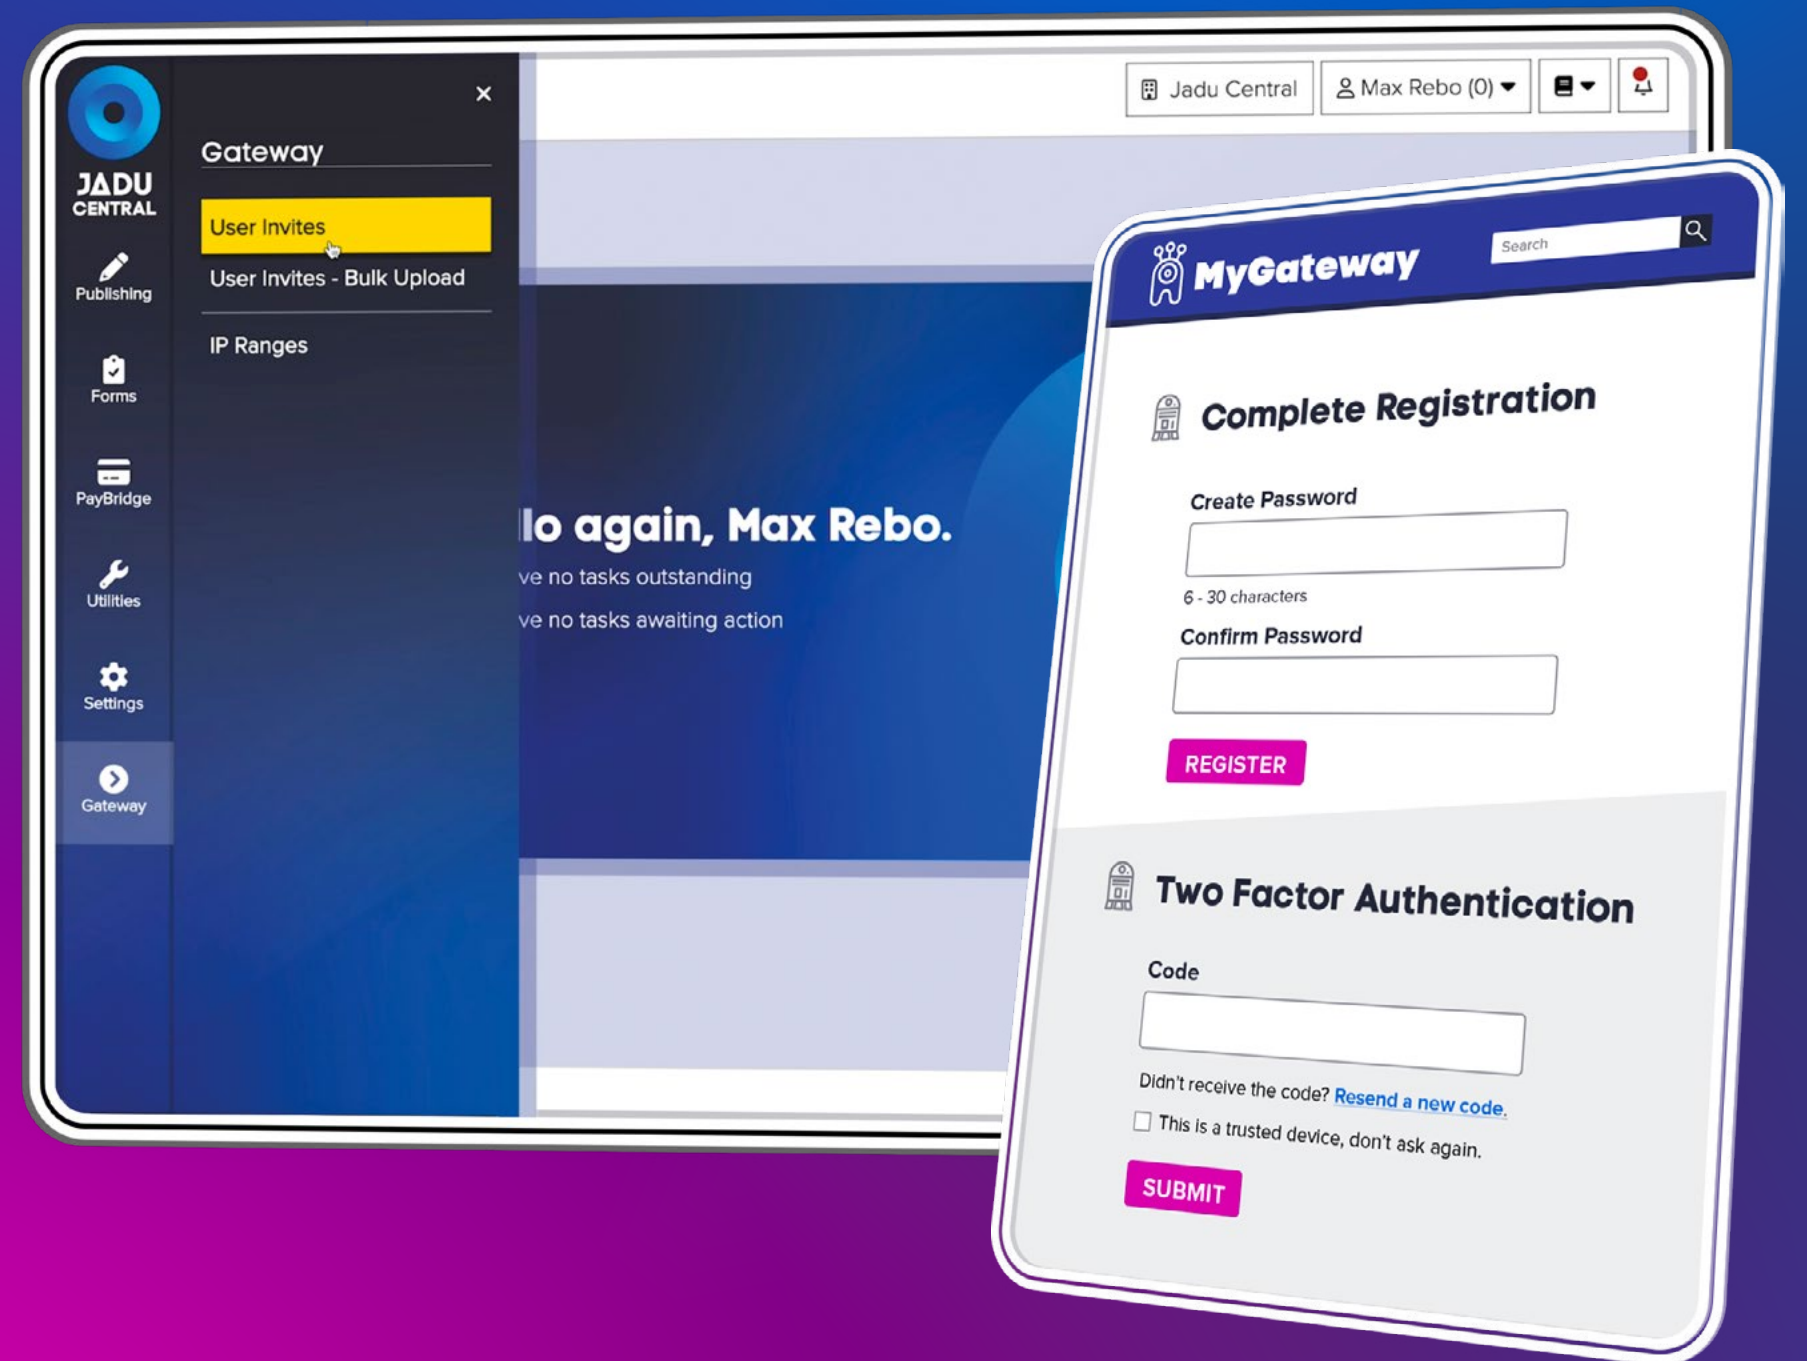 JADU
CENTRAL
Publishing
Forms
PayBridge
Utilities
Settings
Gateway
Gateway
User Invites
User Invites - Bulk Upload
IP Ranges
Jadu Central
Max Rebo (0)
lo again, Max Rebo.
ve no tasks outstanding
ve no tasks awaiting action
MyGateway
Search
Complete Registration
Create Password
6 - 30 characters
Confirm Password
REGISTER
Two Factor Authentication
Code
Didn't receive the code? Resend a new code.
This is a trusted device, don't ask again.
SUBMIT